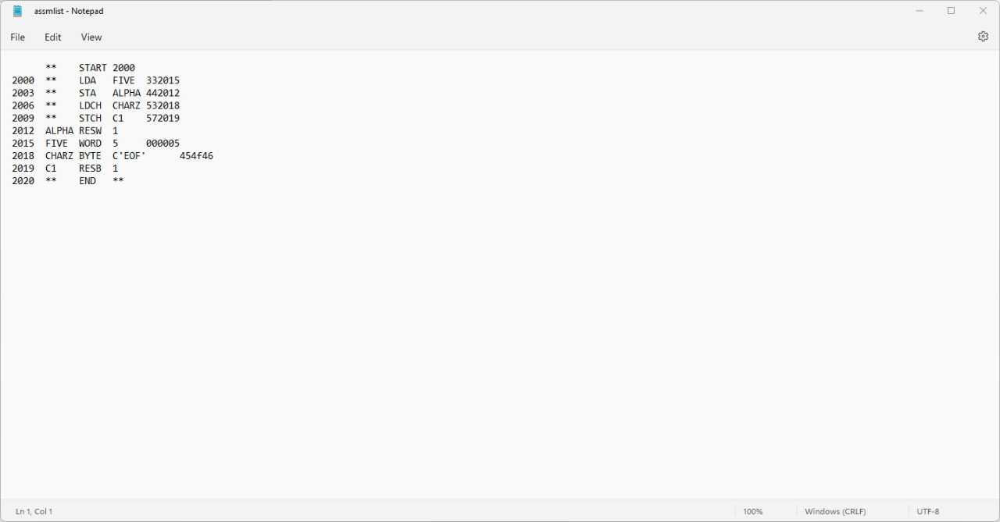 assmlist - Notepad
File Edit View
** START 2000
2000 ** LDA FIVE 332015
2003 ** STA ALPHA 442012
2006 ** LDCH CHARZ 532018
2009 ** STCH C1 572019
2012 ALPHA RESW 1
2015 FIVE WORD 5 000005
2018 CHARZ BYTE C'EOF' 454f46
2019 C1 RESB 1
2020 ** END **
Ln 1, Col 1 100% Windows (CRLF) UTF-8